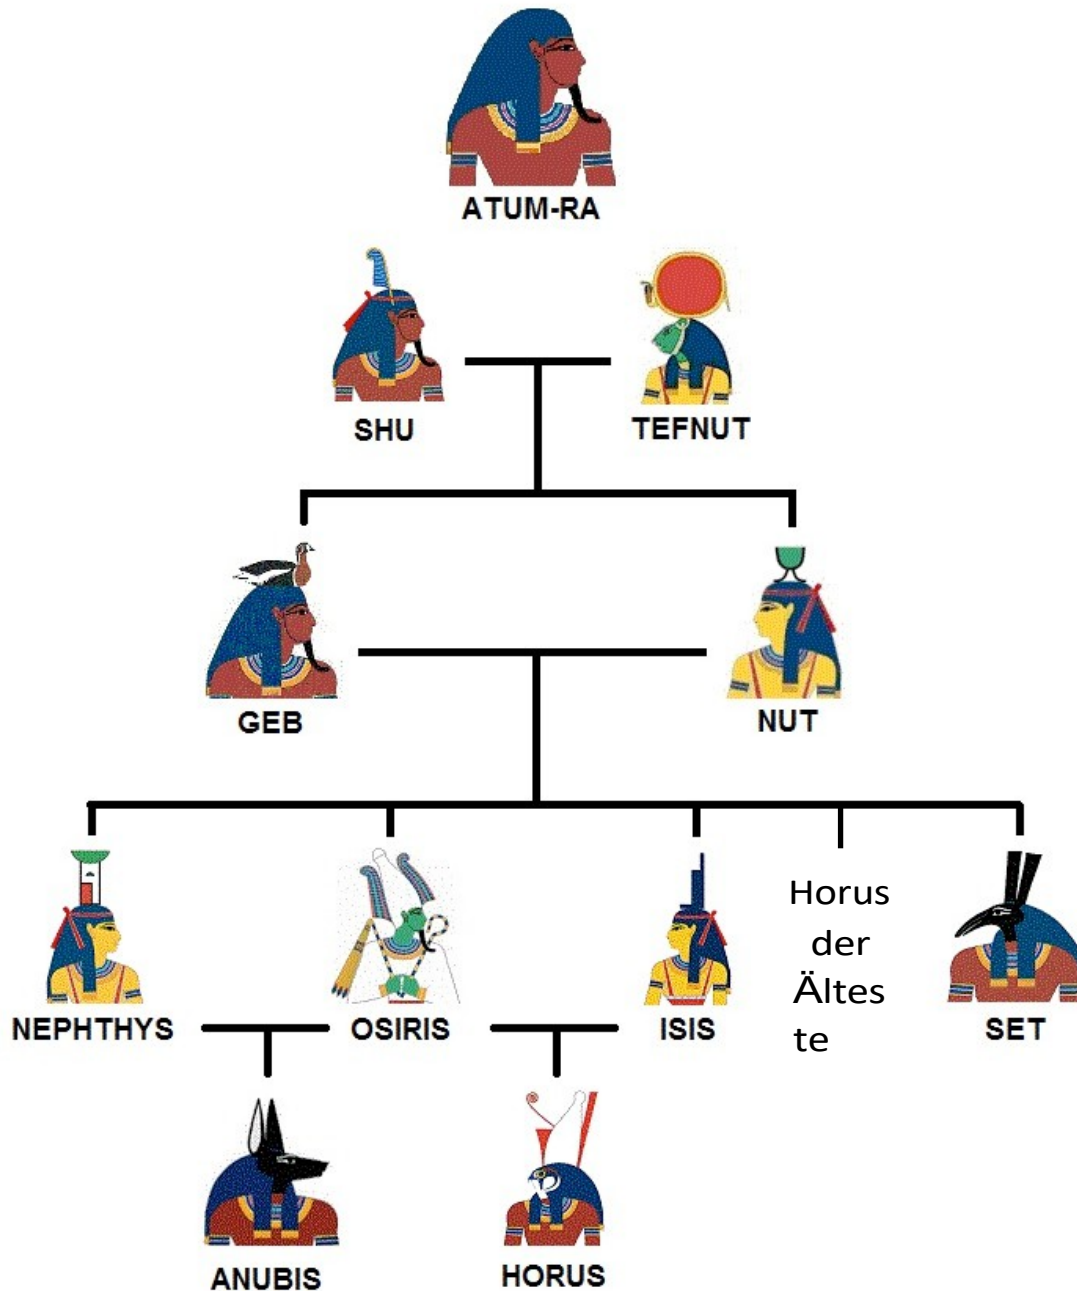 ATUM-RA
SHU
TEFNUT
GEB
NUT
NEPHTHYS
OSIRIS
ISIS
Horus
der
Ältes
te
SET
ANUBIS
HORUS